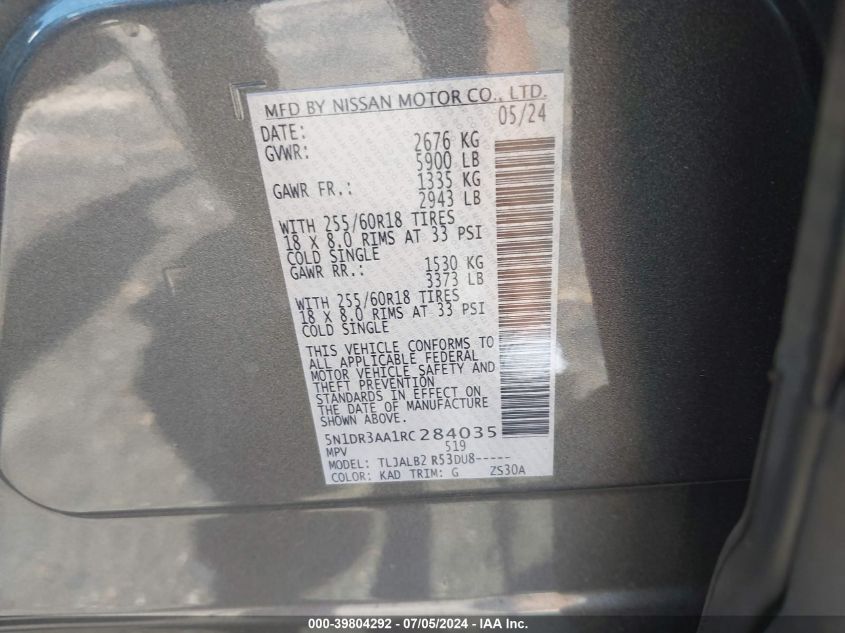 MFD BY NISSAN MOTOR CO., LTD.
DATE: 05/24
GVWR: 2676 KG
5900 LB
GAWR FR.: 1335 KG
2943 LB
WITH 255/60R18 TIRES
18 X 8.0 RIMS AT 33 PSI
COLD SINGLE
GAWR RR.: 1530 KG
3373 LB
WITH 255/60R18 TIRES
18 X 8.0 RIMS AT 33 PSI
COLD SINGLE
THIS VEHICLE CONFORMS TO
ALL APPLICABLE FEDERAL
MOTOR VEHICLE SAFETY AND
THEFT PREVENTION
STANDARDS IN EFFECT ON
THE DATE OF MANUFACTURE
SHOWN ABOVE.
5N1DR3AA1RC284035
MPV 519
MODEL: TLJALB2 R53DU8-----
COLOR: KAD TRIM: G ZS30A
000-39804292 - 07/05/2024 - IAA Inc.